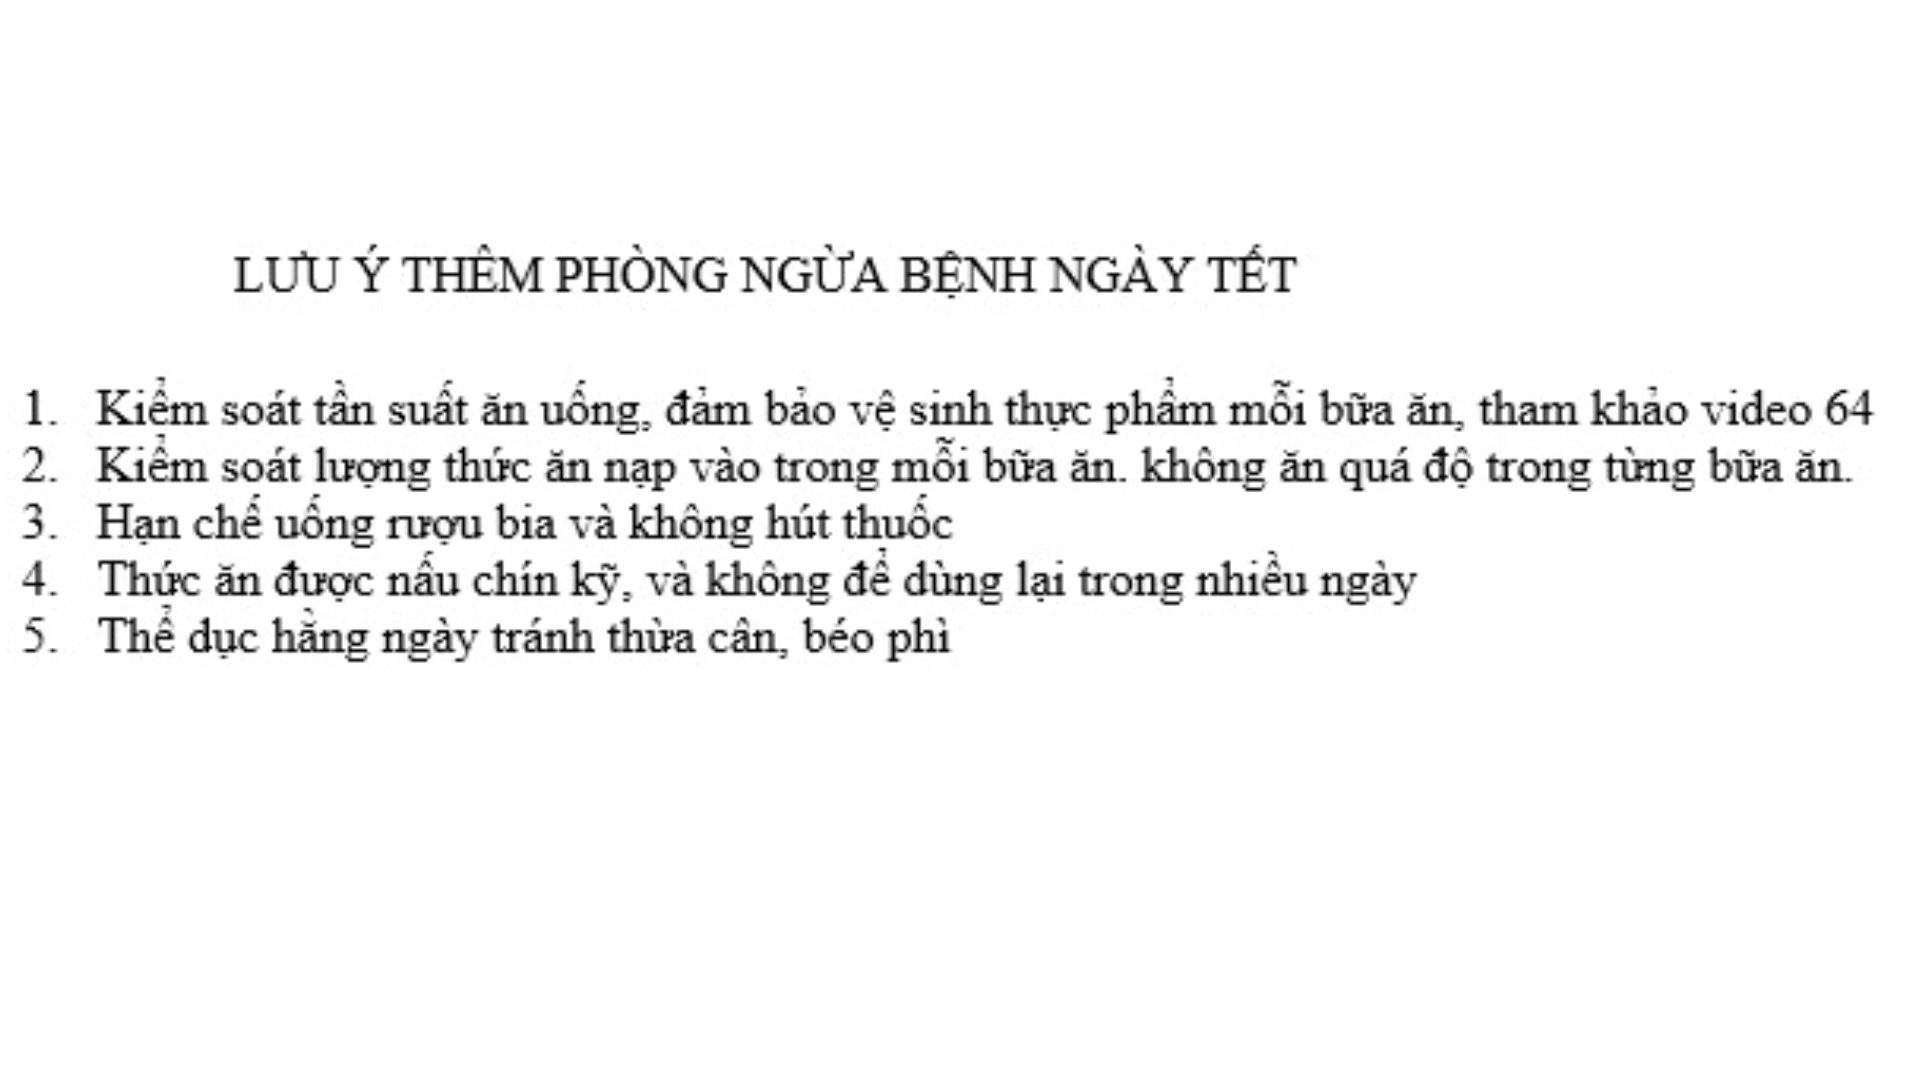 LƯU Ý THÊM PHÒNG NGỪA BỆNH NGÀY TẾT
1. Kiểm soát tần suất ăn uống, đảm bảo vệ sinh thực phẩm mỗi bữa ăn, tham khảo video 64
2. Kiểm soát lượng thức ăn nạp vào trong mỗi bữa ăn. không ăn quá độ trong từng bữa ăn.
3. Hạn chế uống rượu bia và không hút thuốc
4. Thức ăn được nấu chín kỹ, và không để dùng lại trong nhiều ngày
5. Thể dục hằng ngày tránh thừa cân, béo phì